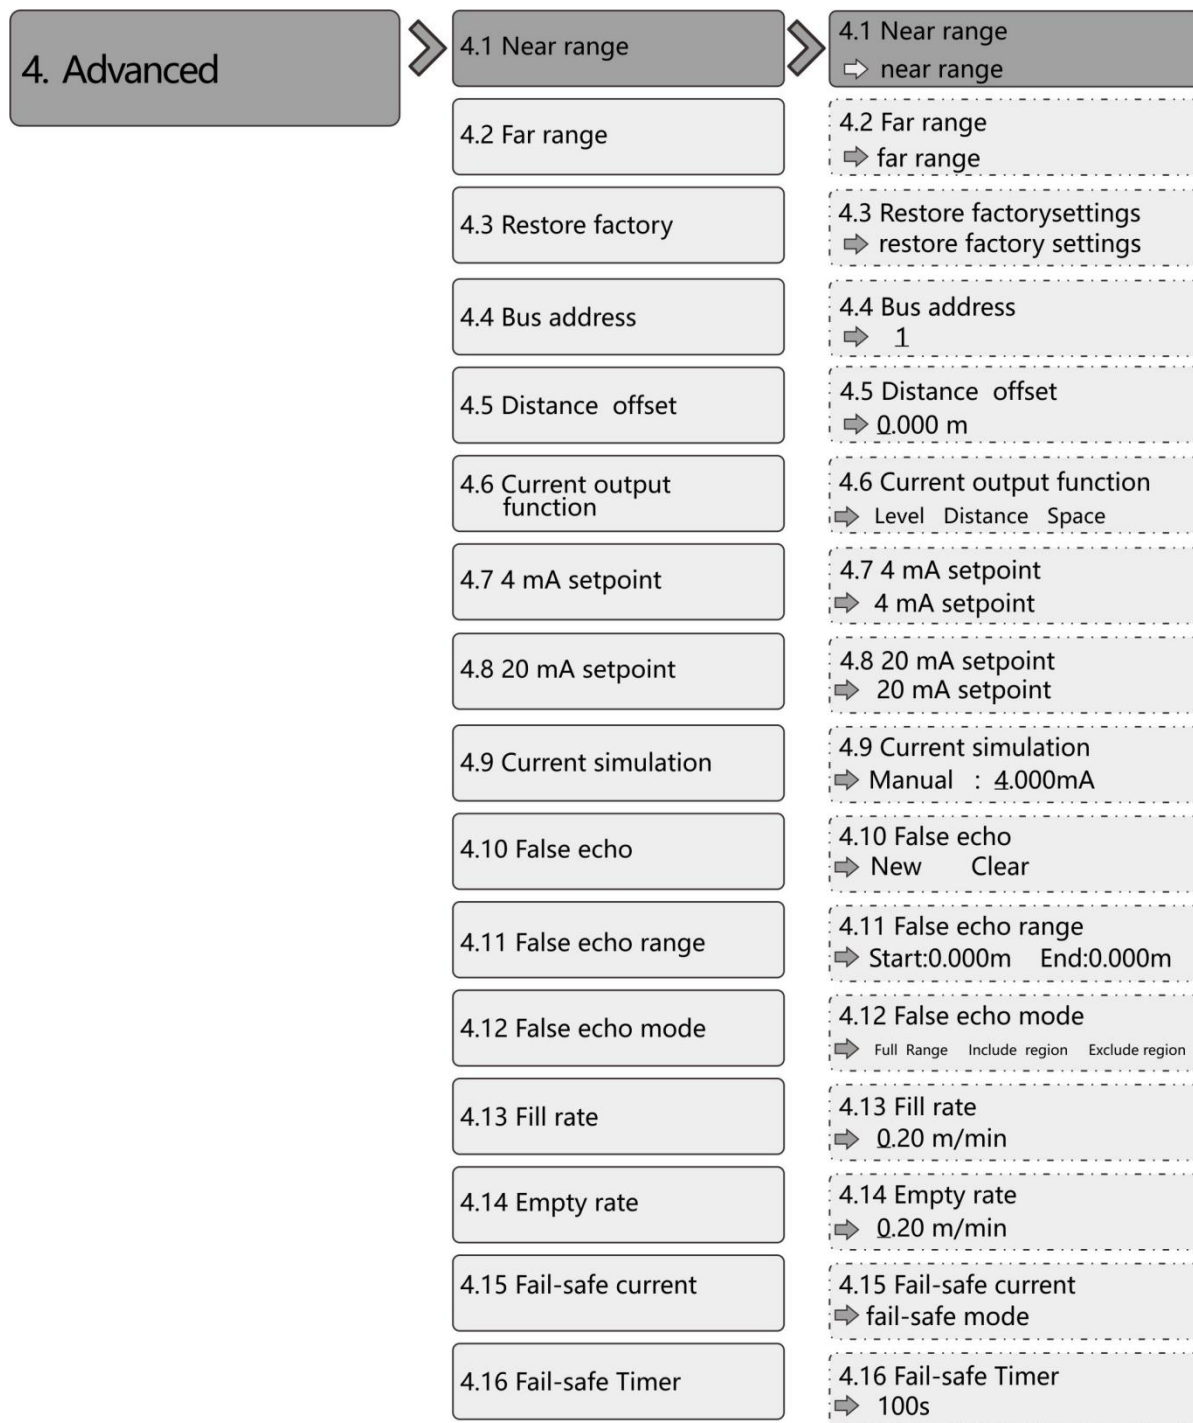 4. Advanced
4.1 Near range
4.1 Near range
near range
4.2 Far range
4.2 Far range
far range
4.3 Restore factory
4.3 Restore factorysettings
restore factory settings
4.4 Bus address
4.4 Bus address
1
4.5 Distance offset
4.5 Distance offset
0.000 m
4.6 Current output
function
4.6 Current output function
Level Distance Space
4.7 4 mA setpoint
4.7 4 mA setpoint
4 mA setpoint
4.8 20 mA setpoint
4.8 20 mA setpoint
20 mA setpoint
4.9 Current simulation
4.9 Current simulation
Manual : 4.000mA
4.10 False echo
4.10 False echo
New Clear
4.11 False echo range
4.11 False echo range
Start:0.000m End:0.000m
4.12 False echo mode
4.12 False echo mode
Full Range Include region Exclude region
4.13 Fill rate
4.13 Fill rate
0.20 m/min
4.14 Empty rate
4.14 Empty rate
0.20 m/min
4.15 Fail-safe current
4.15 Fail-safe current
fail-safe mode
4.16 Fail-safe Timer
4.16 Fail-safe Timer
100s